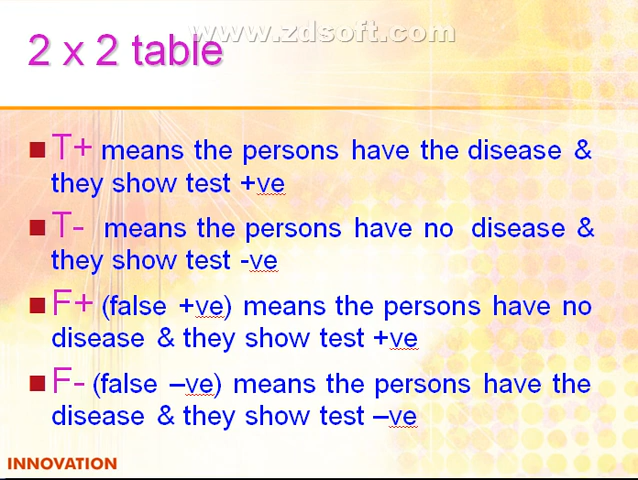 www.zdsoft.com
2 x 2 table
T+ means the persons have the disease &
they show test +ve
T- means the persons have no disease &
they show test -ve
F+ (false +ve) means the persons have no
disease & they show test +ve
F- (false –ve) means the persons have the
disease & they show test –ve
INNOVATION